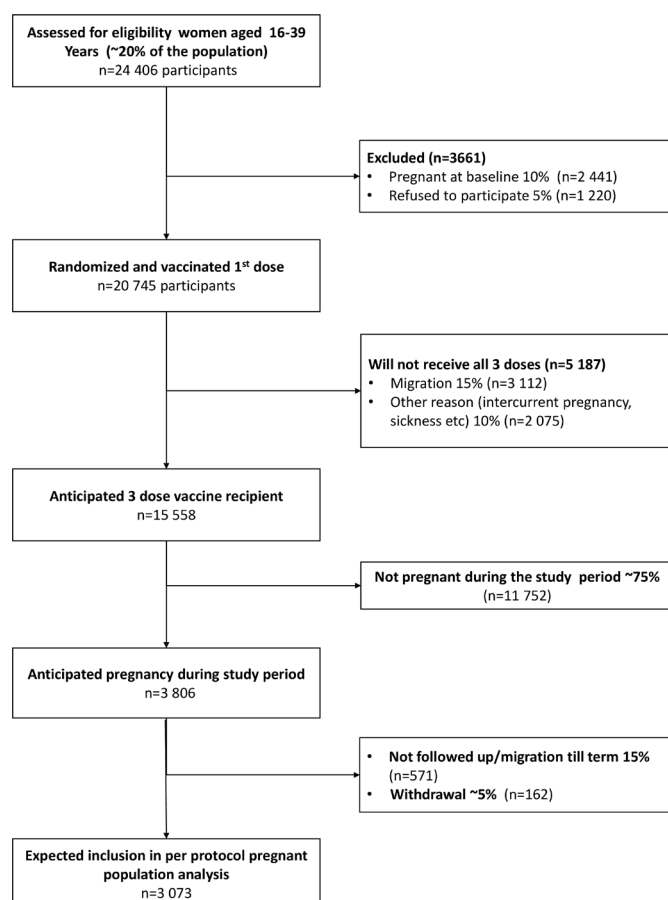 Assessed for eligibility women aged 16-39
Years (~20% of the population)
n=24 406 participants
Excluded (n=3661)
• Pregnant at baseline 10% (n=2 441)
• Refused to participate 5% (n=1 220)
Randomized and vaccinated 1st dose
n=20 745 participants
Will not receive all 3 doses (n=5 187)
• Migration 15% (n=3 112)
• Other reason (intercurrent pregnancy,
sickness etc) 10% (n=2 075)
Anticipated 3 dose vaccine recipient
n=15 558
Not pregnant during the study period ~75%
(n=11 752)
Anticipated pregnancy during study period
n=3 806
• Not followed up/migration till term 15%
(n=571)
• Withdrawal ~5% (n=162)
Expected inclusion in per protocol pregnant
population analysis
n=3 073